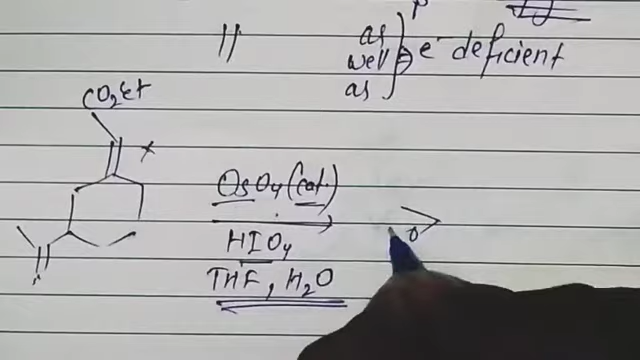 as
well ⇒ e⁻ deficient
as
CO₂Et
OsO₄ (cat.)
HIO₄
THF, H₂O